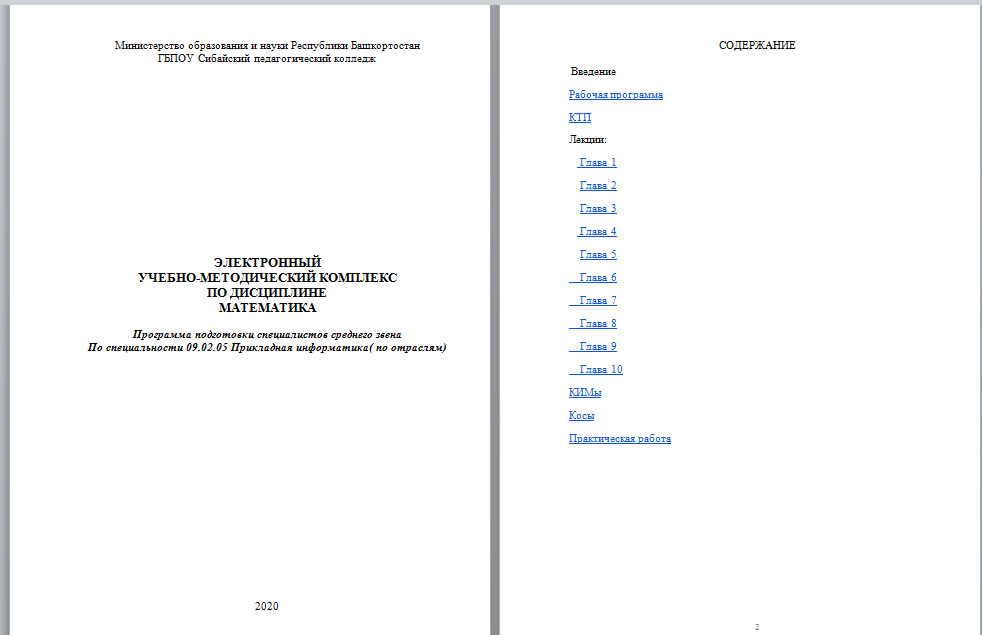 Министерство образования и науки Республики Башкортостан
ГБПОУ Сибайский педагогический колледж
ЭЛЕКТРОННЫЙ
УЧЕБНО-МЕТОДИЧЕСКИЙ КОМПЛЕКС
ПО ДИСЦИПЛИНЕ
МАТЕМАТИКА
Программа подготовки специалистов среднего звена
По специальности 09.02.05 Прикладная информатика( по отраслям)
2020
СОДЕРЖАНИЕ
Введение
Рабочая программа
КТП
Лекции:
Глава 1
Глава 2
Глава 3
Глава 4
Глава 5
Глава 6
Глава 7
Глава 8
Глава 9
Глава 10
КИМы
Косы
Практическая работа
2